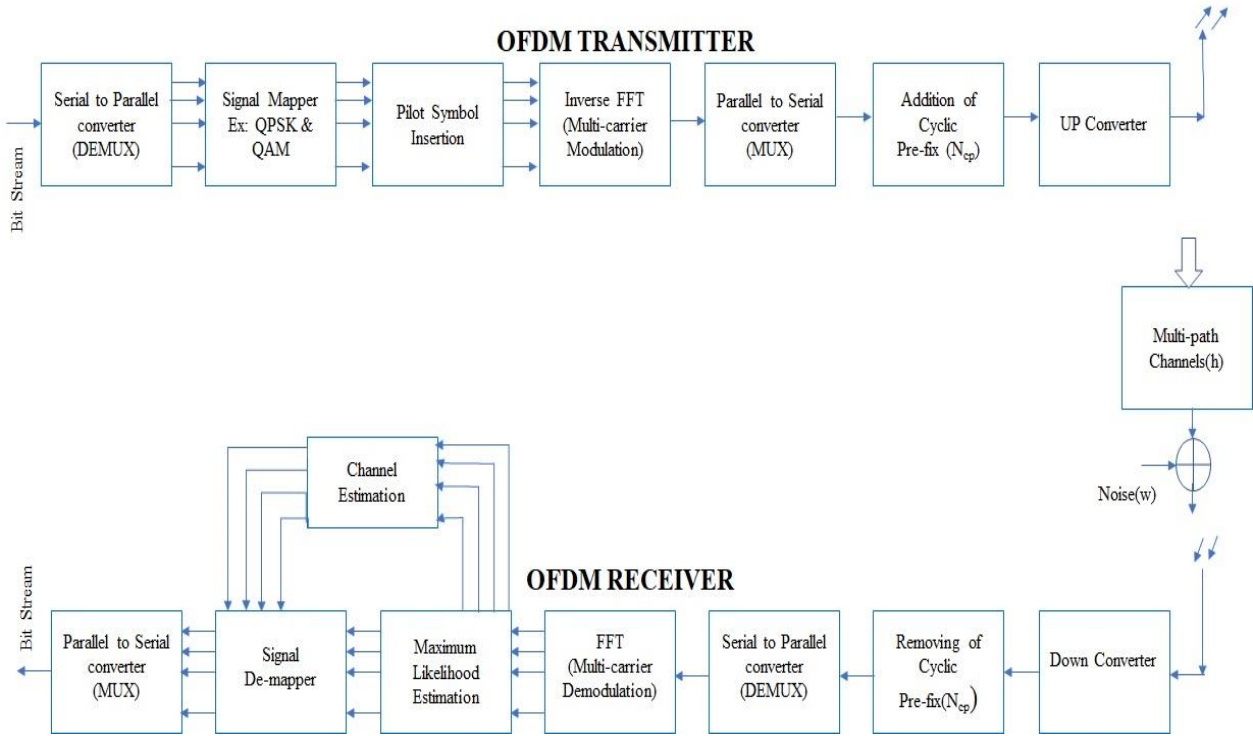 OFDM TRANSMITTER
Bit Stream
Serial to Parallel
converter
(DEMUX)
Signal Mapper
Ex: QPSK &
QAM
Pilot Symbol
Insertion
Inverse FFT
(Multi-carrier
Modulation)
Parallel to Serial
converter
(MUX)
Addition of
Cyclic
Pre-fix (Ncp)
UP Converter
Multi-path
Channels(h)
Noise(w)
Channel
Estimation
OFDM RECEIVER
Bit Stream
Parallel to Serial
converter
(MUX)
Signal
De-mapper
Maximum
Likelihood
Estimation
FFT
(Multi-carrier
Demodulation)
Serial to Parallel
converter
(DEMUX)
Removing of
Cyclic
Pre-fix(Ncp)
Down Converter